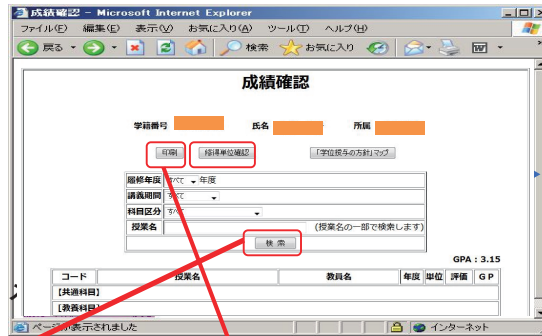 成績確認 - Microsoft Internet Explorer
ファイル(F) 編集(E) 表示(V) お気に入り(A) ツール(T) ヘルプ(H)
戻る 検索 お気に入り
成績確認
学籍番号 氏名 所属
印刷 修得単位確認 「学位授与の方針」マップ
履修年度 すべて 年度
講義期間 すべて
科目区分 すべて
授業名 (授業名の一部で検索します)
検索
GPA : 3.15
コード 授業名 教員名 年度 単位 評価 GP
【共通科目】
【教養科目】
ページが表示されました インターネット